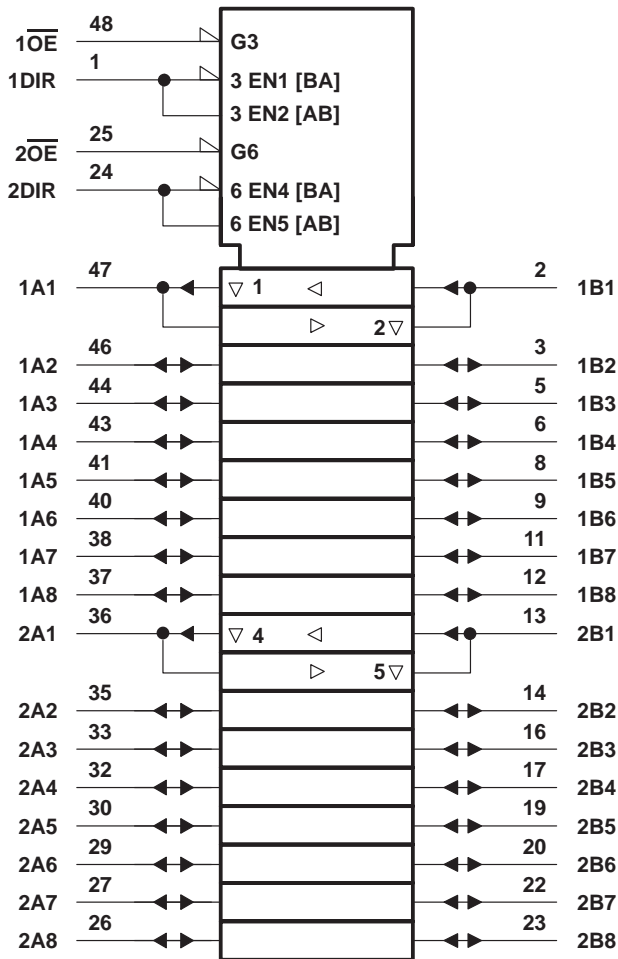 48
1OE G3
1
1DIR 3 EN1 [BA]
3 EN2 [AB]
25
2OE G6
24
2DIR 6 EN4 [BA]
6 EN5 [AB]
47 2
1A1 1 1B1
2
46 3
1A2 1B2
44 5
1A3 1B3
43 6
1A4 1B4
41 8
1A5 1B5
40 9
1A6 1B6
38 11
1A7 1B7
37 12
1A8 1B8
36 13
2A1 4 2B1
5
35 14
2A2 2B2
33 16
2A3 2B3
32 17
2A4 2B4
30 19
2A5 2B5
29 20
2A6 2B6
27 22
2A7 2B7
26 23
2A8 2B8